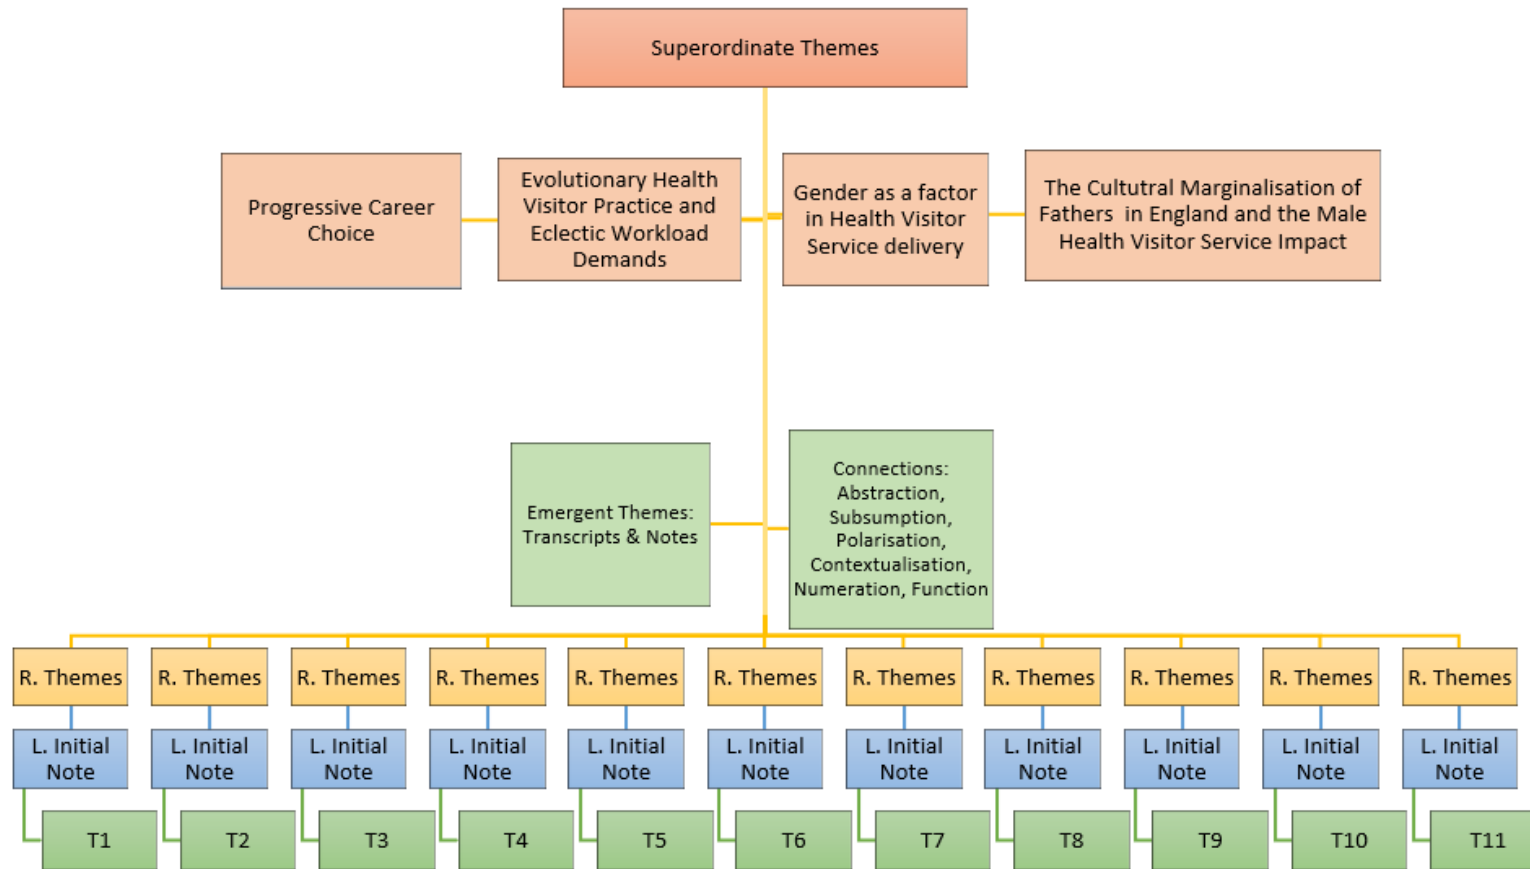 Superordinate Themes
Progressive Career
Choice
Evolutionary Health
Visitor Practice and
Eclectic Workload
Demands
Gender as a factor
in Health Visitor
Service delivery
The Cultutral Marginalisation of
Fathers in England and the Male
Health Visitor Service Impact
Emergent Themes:
Transcripts & Notes
Connections:
Abstraction,
Subsumption,
Polarisation,
Contextualisation,
Numeration, Function
R. Themes
R. Themes
R. Themes
R. Themes
R. Themes
R. Themes
R. Themes
R. Themes
R. Themes
R. Themes
R. Themes
L. Initial
Note
L. Initial
Note
L. Initial
Note
L. Initial
Note
L. Initial
Note
L. Initial
Note
L. Initial
Note
L. Initial
Note
L. Initial
Note
L. Initial
Note
L. Initial
Note
T1
T2
T3
T4
T5
T6
T7
T8
T9
T10
T11